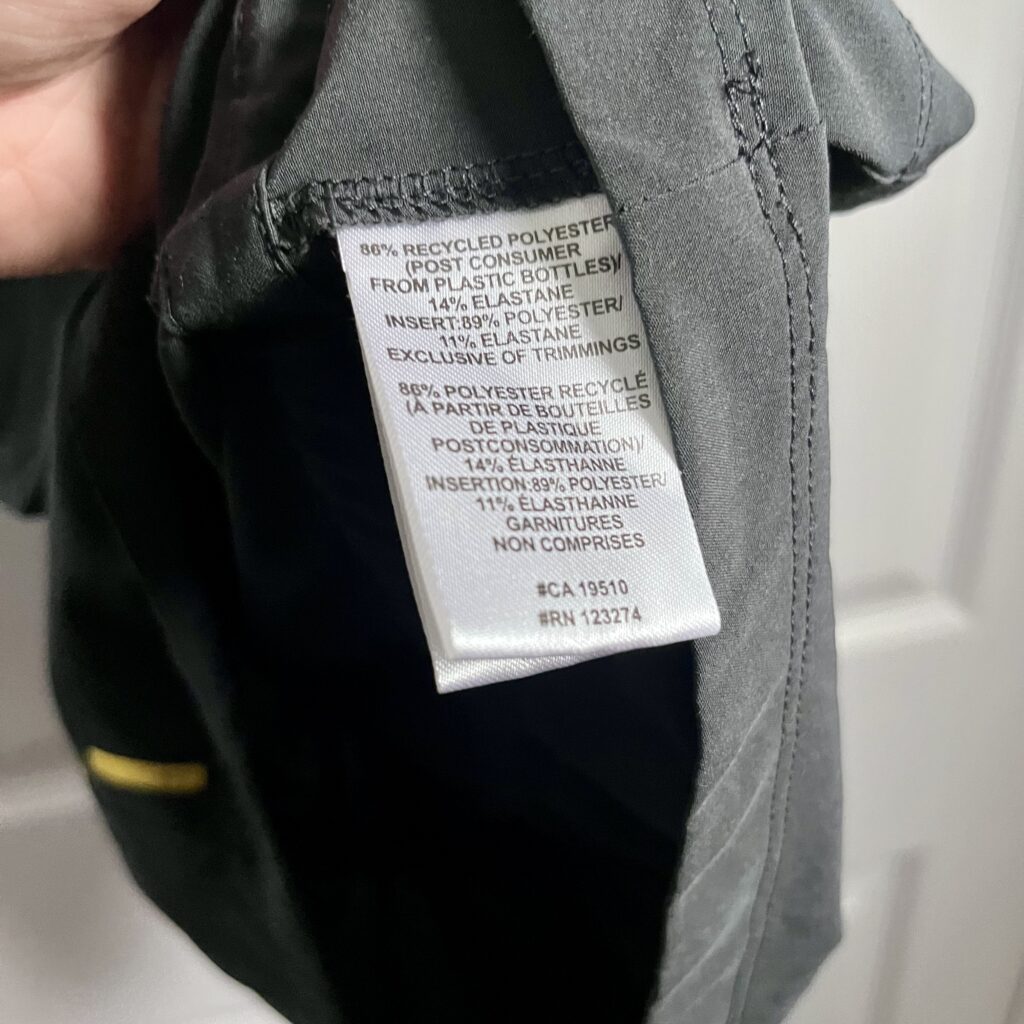 86% RECYCLED POLYESTER
(POST CONSUMER
FROM PLASTIC BOTTLES)/
14% ELASTANE
INSERT:89% POLYESTER/
11% ELASTANE
EXCLUSIVE OF TRIMMINGS
86% POLYESTER RECYCLÉ
(À PARTIR DE BOUTEILLES
DE PLASTIQUE
POSTCONSOMMATION)/
14% ÉLASTHANNE
INSERTION:89% POLYESTER/
11% ÉLASTHANNE
GARNITURES
NON COMPRISES
#CA 19510
#RN 123274